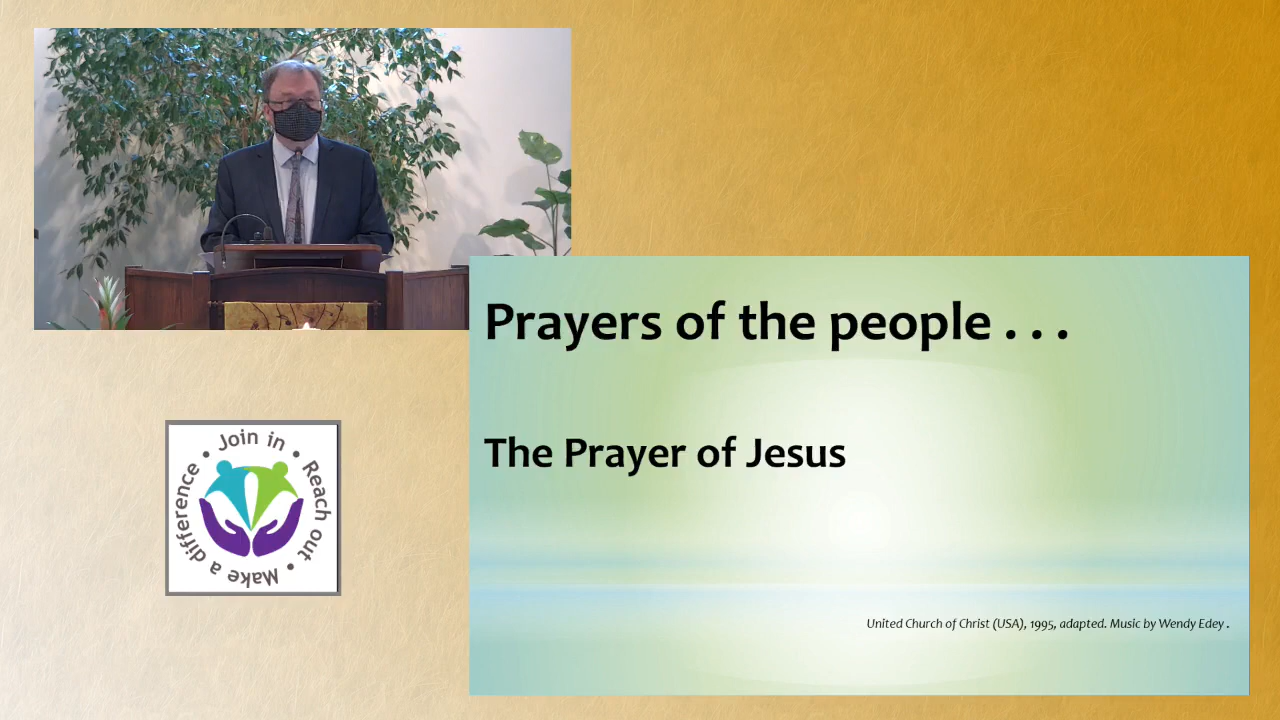 Prayers of the people . . .
The Prayer of Jesus
United Church of Christ (USA), 1995, adapted. Music by Wendy Edey .
Join in • Reach out • Make a difference •